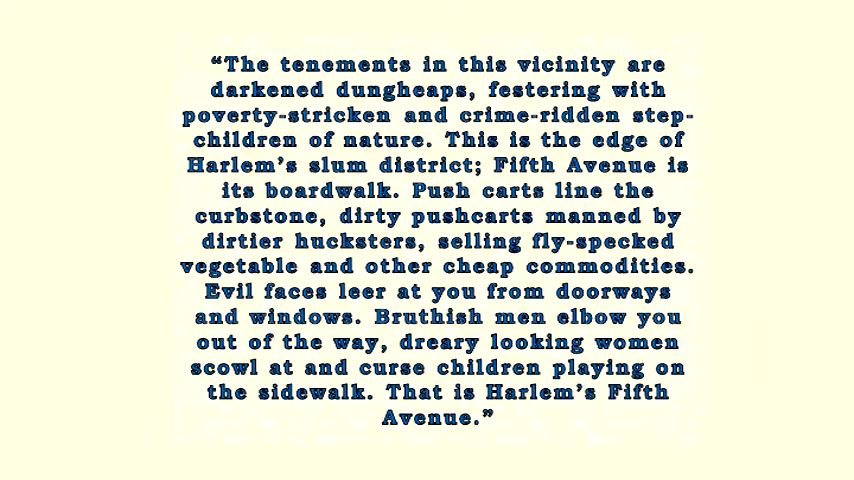 “The tenements in this vicinity are
darkened dungheaps, festering with
poverty-stricken and crime-ridden step-
children of nature. This is the edge of
Harlem’s slum district; Fifth Avenue is
its boardwalk. Push carts line the
curbstone, dirty pushcarts manned by
dirtier hucksters, selling fly-specked
vegetable and other cheap commodities.
Evil faces leer at you from doorways
and windows. Bruthish men elbow you
out of the way, dreary looking women
scowl at and curse children playing on
the sidewalk. That is Harlem’s Fifth
Avenue.”